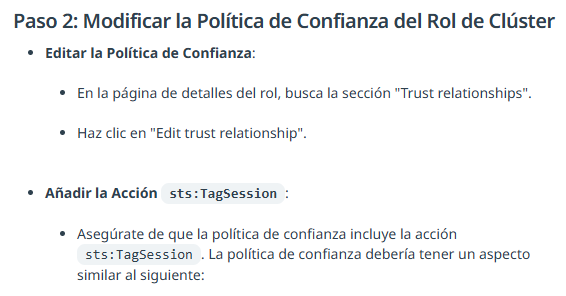 Paso 2: Modificar la Política de Confianza del Rol de Clúster
• Editar la Política de Confianza:
• En la página de detalles del rol, busca la sección "Trust relationships".
• Haz clic en "Edit trust relationship".
• Añadir la Acción sts:TagSession :
• Asegúrate de que la política de confianza incluye la acción
sts:TagSession . La política de confianza debería tener un aspecto
similar al siguiente: